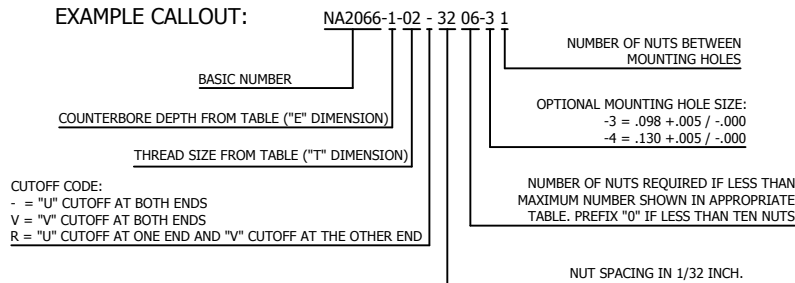 EXAMPLE CALLOUT:
NA2066-1-02 - 32 06-3 1
NUMBER OF NUTS BETWEEN
MOUNTING HOLES
BASIC NUMBER
OPTIONAL MOUNTING HOLE SIZE:
-3 = .098 +.005 / -.000
-4 = .130 +.005 / -.000
COUNTERBORE DEPTH FROM TABLE ("E" DIMENSION)
THREAD SIZE FROM TABLE ("T" DIMENSION)
CUTOFF CODE:
- = "U" CUTOFF AT BOTH ENDS
V = "V" CUTOFF AT BOTH ENDS
R = "U" CUTOFF AT ONE END AND "V" CUTOFF AT THE OTHER END
NUMBER OF NUTS REQUIRED IF LESS THAN
MAXIMUM NUMBER SHOWN IN APPROPRIATE
TABLE. PREFIX "0" IF LESS THAN TEN NUTS
NUT SPACING IN 1/32 INCH.